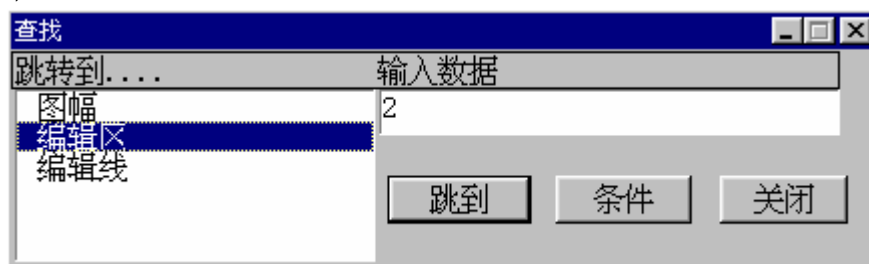 查找
跳转到.... 输入数据
图幅 2
编辑区
编辑线
跳到 条件 关闭